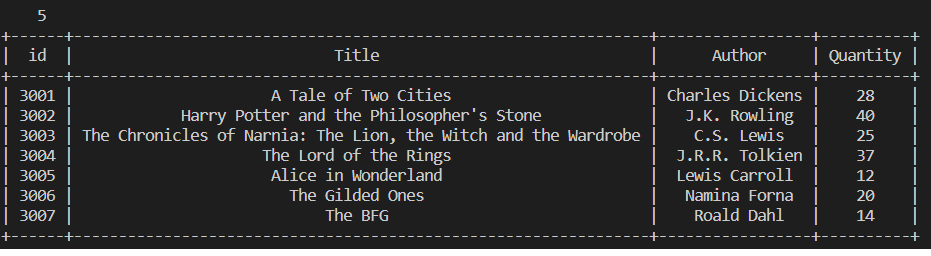 5
+------+----------------------------------------------------------------+-----------------+----------+
|  id  |                             Title                              |     Author      | Quantity |
+------+----------------------------------------------------------------+-----------------+----------+
| 3001 |                      A Tale of Two Cities                      | Charles Dickens |    28    |
| 3002 |            Harry Potter and the Philosopher's Stone            |   J.K. Rowling  |    40    |
| 3003 | The Chronicles of Narnia: The Lion, the Witch and the Wardrobe |    C.S. Lewis   |    25    |
| 3004 |                     The Lord of the Rings                      |  J.R.R. Tolkien |    37    |
| 3005 |                      Alice in Wonderland                       |  Lewis Carroll  |    12    |
| 3006 |                        The Gilded Ones                         |   Namina Forna  |    20    |
| 3007 |                            The BFG                             |    Roald Dahl   |    14    |
+------+----------------------------------------------------------------+-----------------+----------+